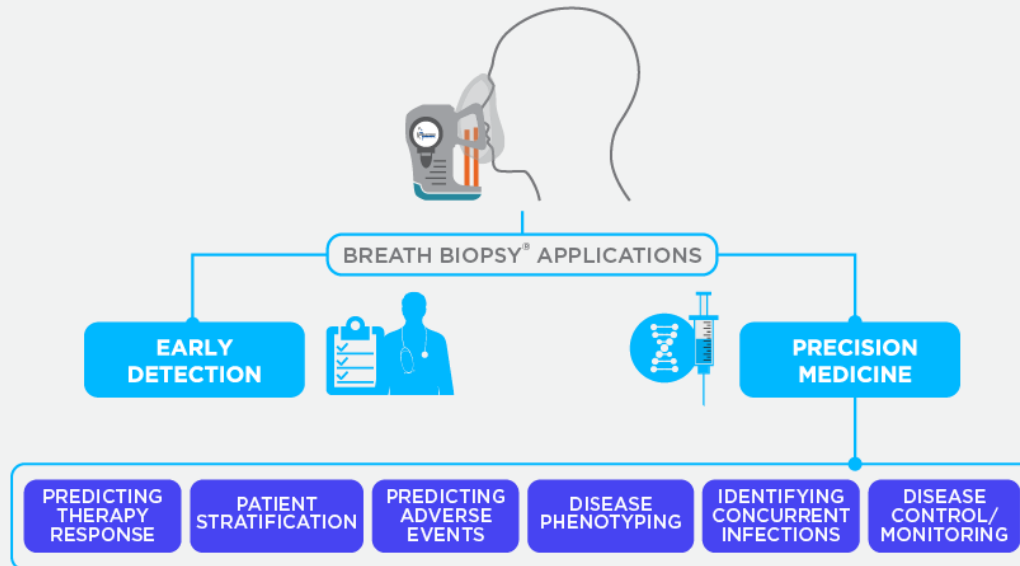 BREATH BIOPSY® APPLICATIONS
EARLY
DETECTION
PRECISION
MEDICINE
PREDICTING
THERAPY
RESPONSE
PATIENT
STRATIFICATION
PREDICTING
ADVERSE
EVENTS
DISEASE
PHENOTYPING
IDENTIFYING
CONCURRENT
INFECTIONS
DISEASE
CONTROL/
MONITORING